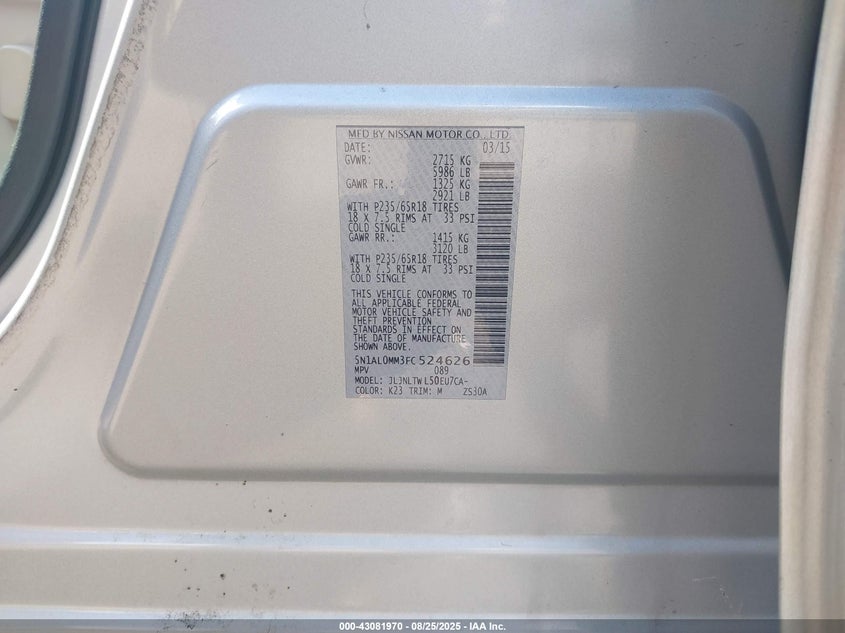 MFD BY NISSAN MOTOR CO., LTD.
DATE: 03/15
GVWR: 2715 KG
5986 LB
GAWR FR.: 1325 KG
2921 LB
WITH P235/65R18 TIRES
18 X 7.5 RIMS AT 33 PSI
COLD SINGLE
GAWR RR.: 1415 KG
3120 LB
WITH P235/65R18 TIRES
18 X 7.5 RIMS AT 33 PSI
COLD SINGLE
THIS VEHICLE CONFORMS TO
ALL APPLICABLE FEDERAL
MOTOR VEHICLE SAFETY AND
THEFT PREVENTION
STANDARDS IN EFFECT ON
THE DATE OF MANUFACTURE
SHOWN ABOVE.
5N1AL0MM3FC524626
MPV 089
MODEL: JLJNLTWL50EU7CA-
COLOR: K23 TRIM: M ZS30A
000-43081970 - 08/25/2025 - IAA Inc.